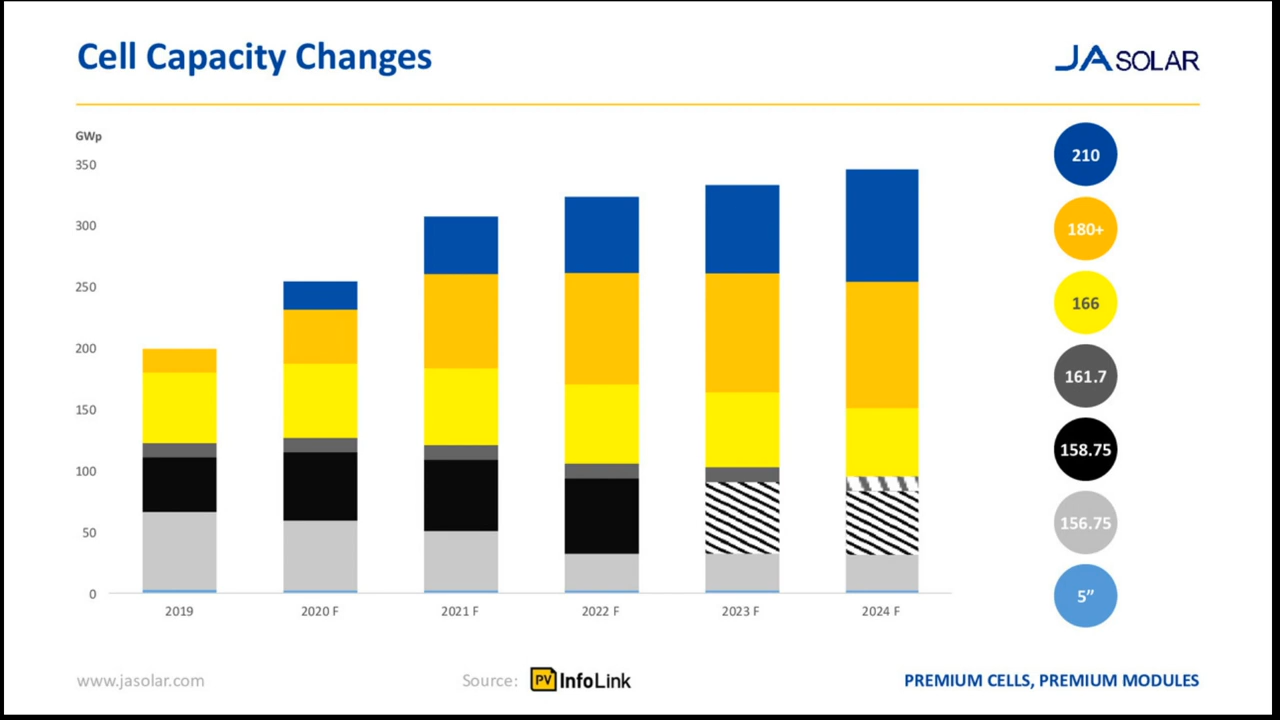 Cell Capacity Changes
JA SOLAR
GWp
350
300
250
200
150
100
50
0
2019
2020 F
2021 F
2022 F
2023 F
2024 F
210
180+
166
161.7
158.75
156.75
5”
www.jasolar.com
Source:
PV InfoLink
PREMIUM CELLS, PREMIUM MODULES